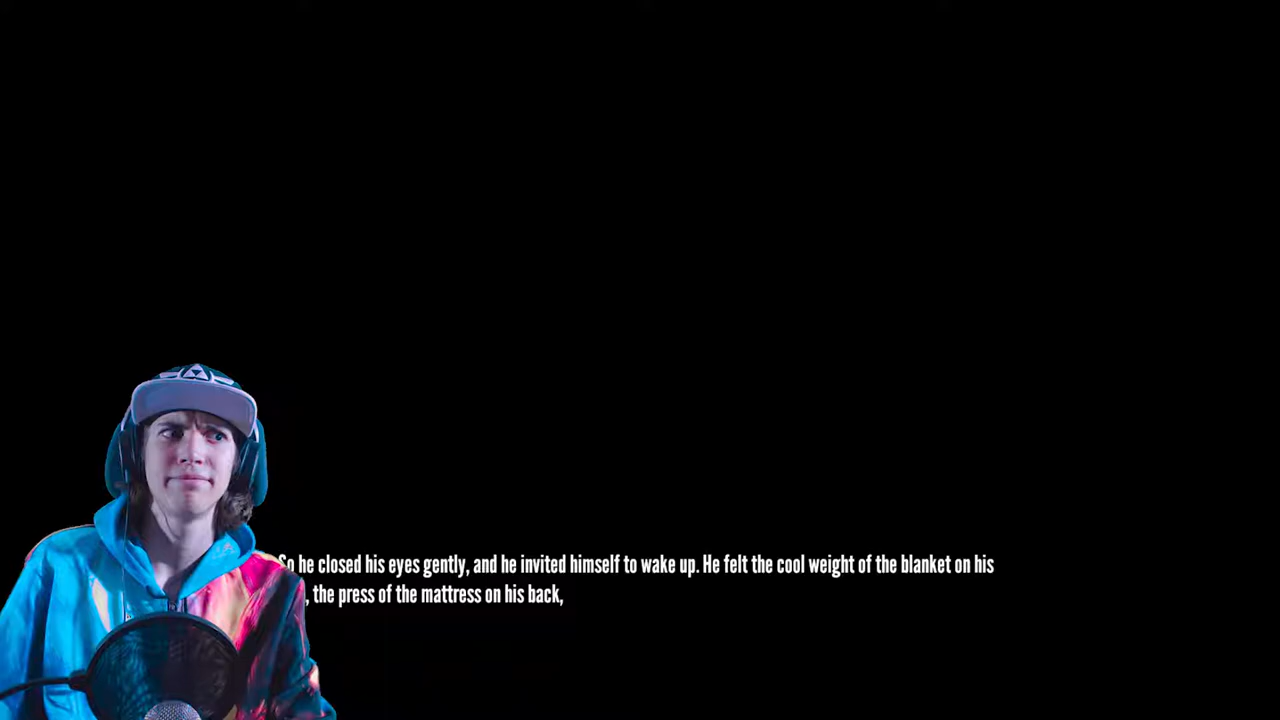 So he closed his eyes gently, and he invited himself to wake up. He felt the cool weight of the blanket on his
, the press of the mattress on his back,